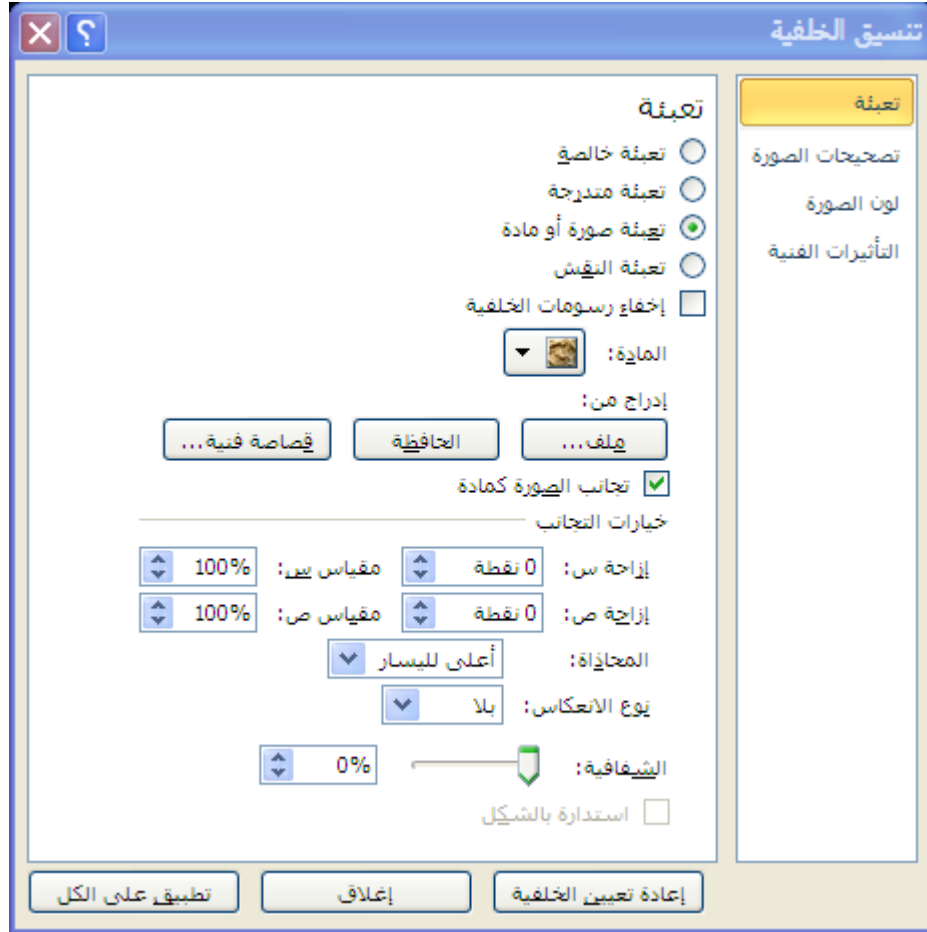 تنسيق الخلفية
تعبئة
تصحيحات الصورة
لون الصورة
التأثيرات الفنية
تعبئة
تعبئة خالصة
تعبئة متدرجة
تعبئة صورة أو مادة
تعبئة النقش
إخفاء رسومات الخلفية
المادة:
إدراج من:
ملف... الحافظة قصاصة فنية...
تجانب الصورة كمادة
خيارات التجانب
إزاحة س: 0 نقطة مقياس س: 100%
إزاحة ص: 0 نقطة مقياس ص: 100%
المحاذاة: أعلى لليسار
نوع الانعكاس: بلا
الشفافية: 0%
استدارة بالشكل
إعادة تعيين الخلفية إغلاق تطبيق على الكل